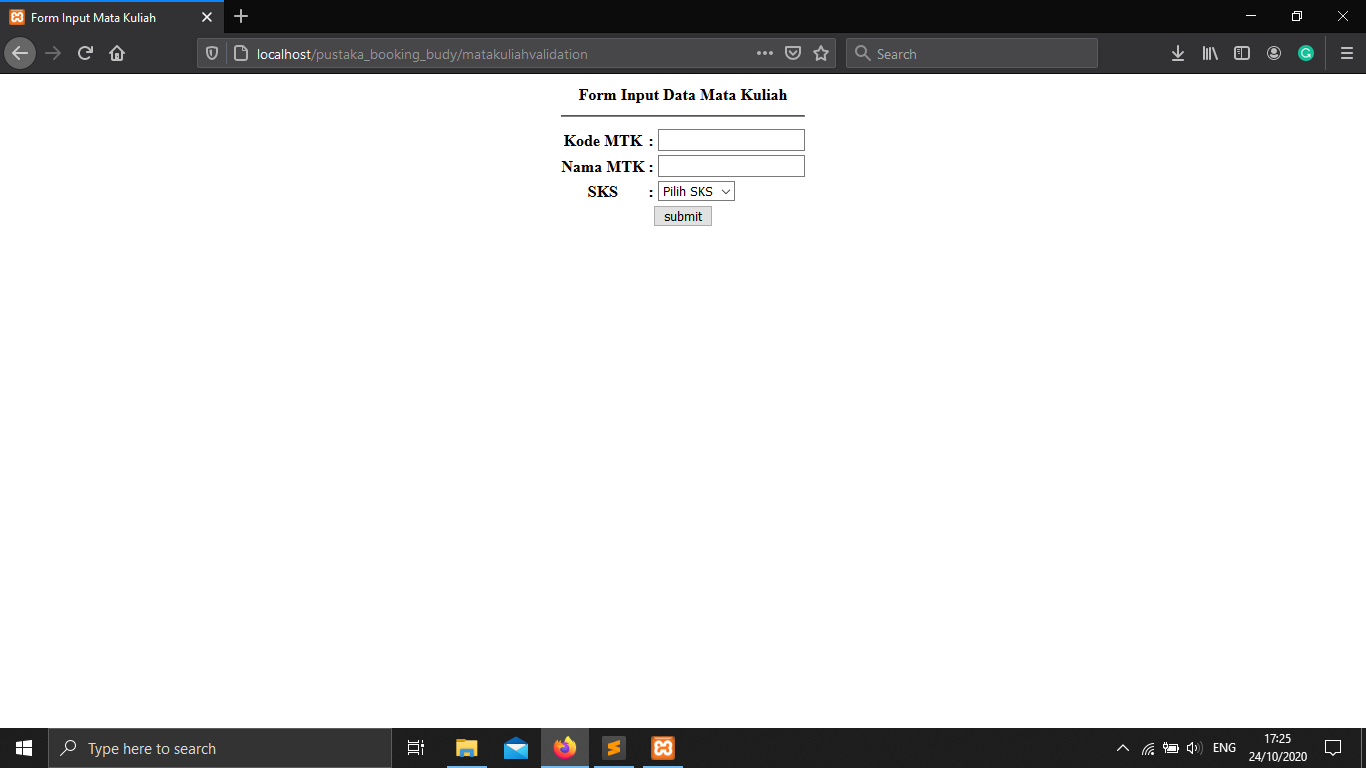 Form Input Mata Kuliah
localhost/pustaka_booking_budy/matakuliahvalidation
Search
Form Input Data Mata Kuliah
Kode MTK :
Nama MTK :
SKS : Pilih SKS
submit
Type here to search
ENG
17:25
24/10/2020